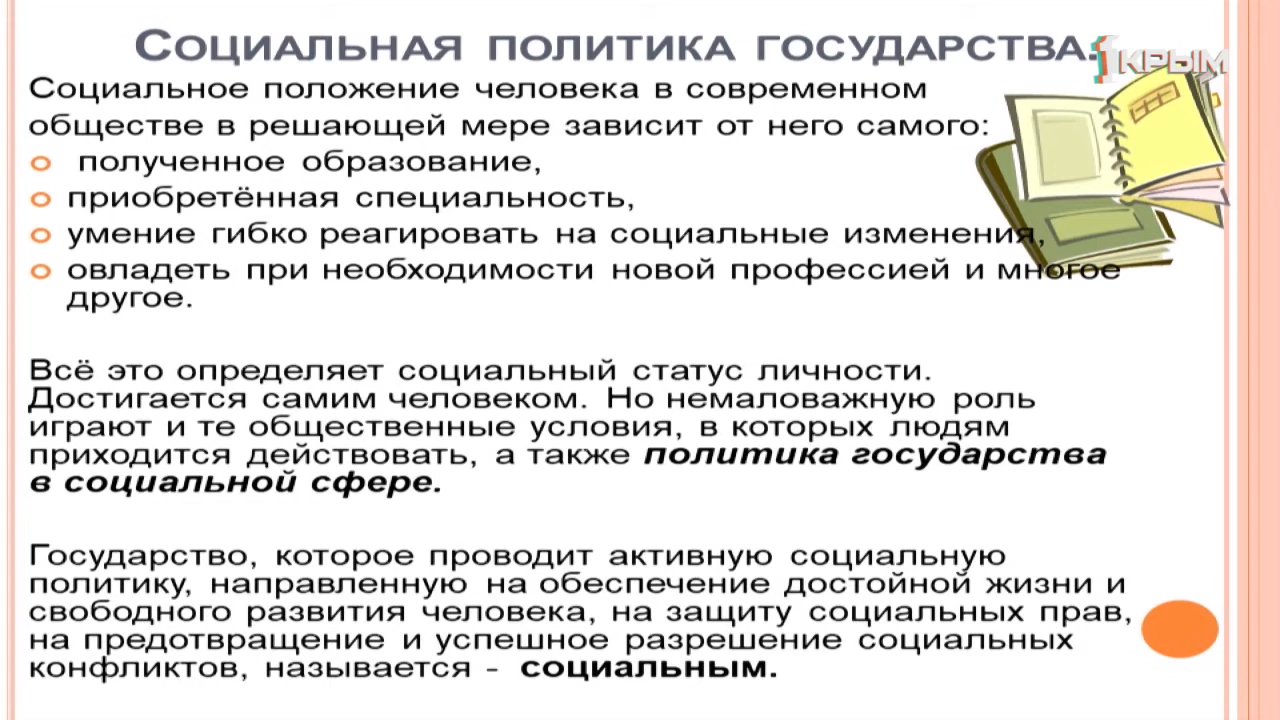 Социальная политика государства.
1КРЫМ
Социальное положение человека в современном
обществе в решающей мере зависит от него самого:
полученное образование,
приобретённая специальность,
умение гибко реагировать на социальные изменения,
овладеть при необходимости новой профессией и многое
другое.
Всё это определяет социальный статус личности.
Достигается самим человеком. Но немаловажную роль
играют и те общественные условия, в которых людям
приходится действовать, а также политика государства
в социальной сфере.
Государство, которое проводит активную социальную
политику, направленную на обеспечение достойной жизни и
свободного развития человека, на защиту социальных прав,
на предотвращение и успешное разрешение социальных
конфликтов, называется - социальным.